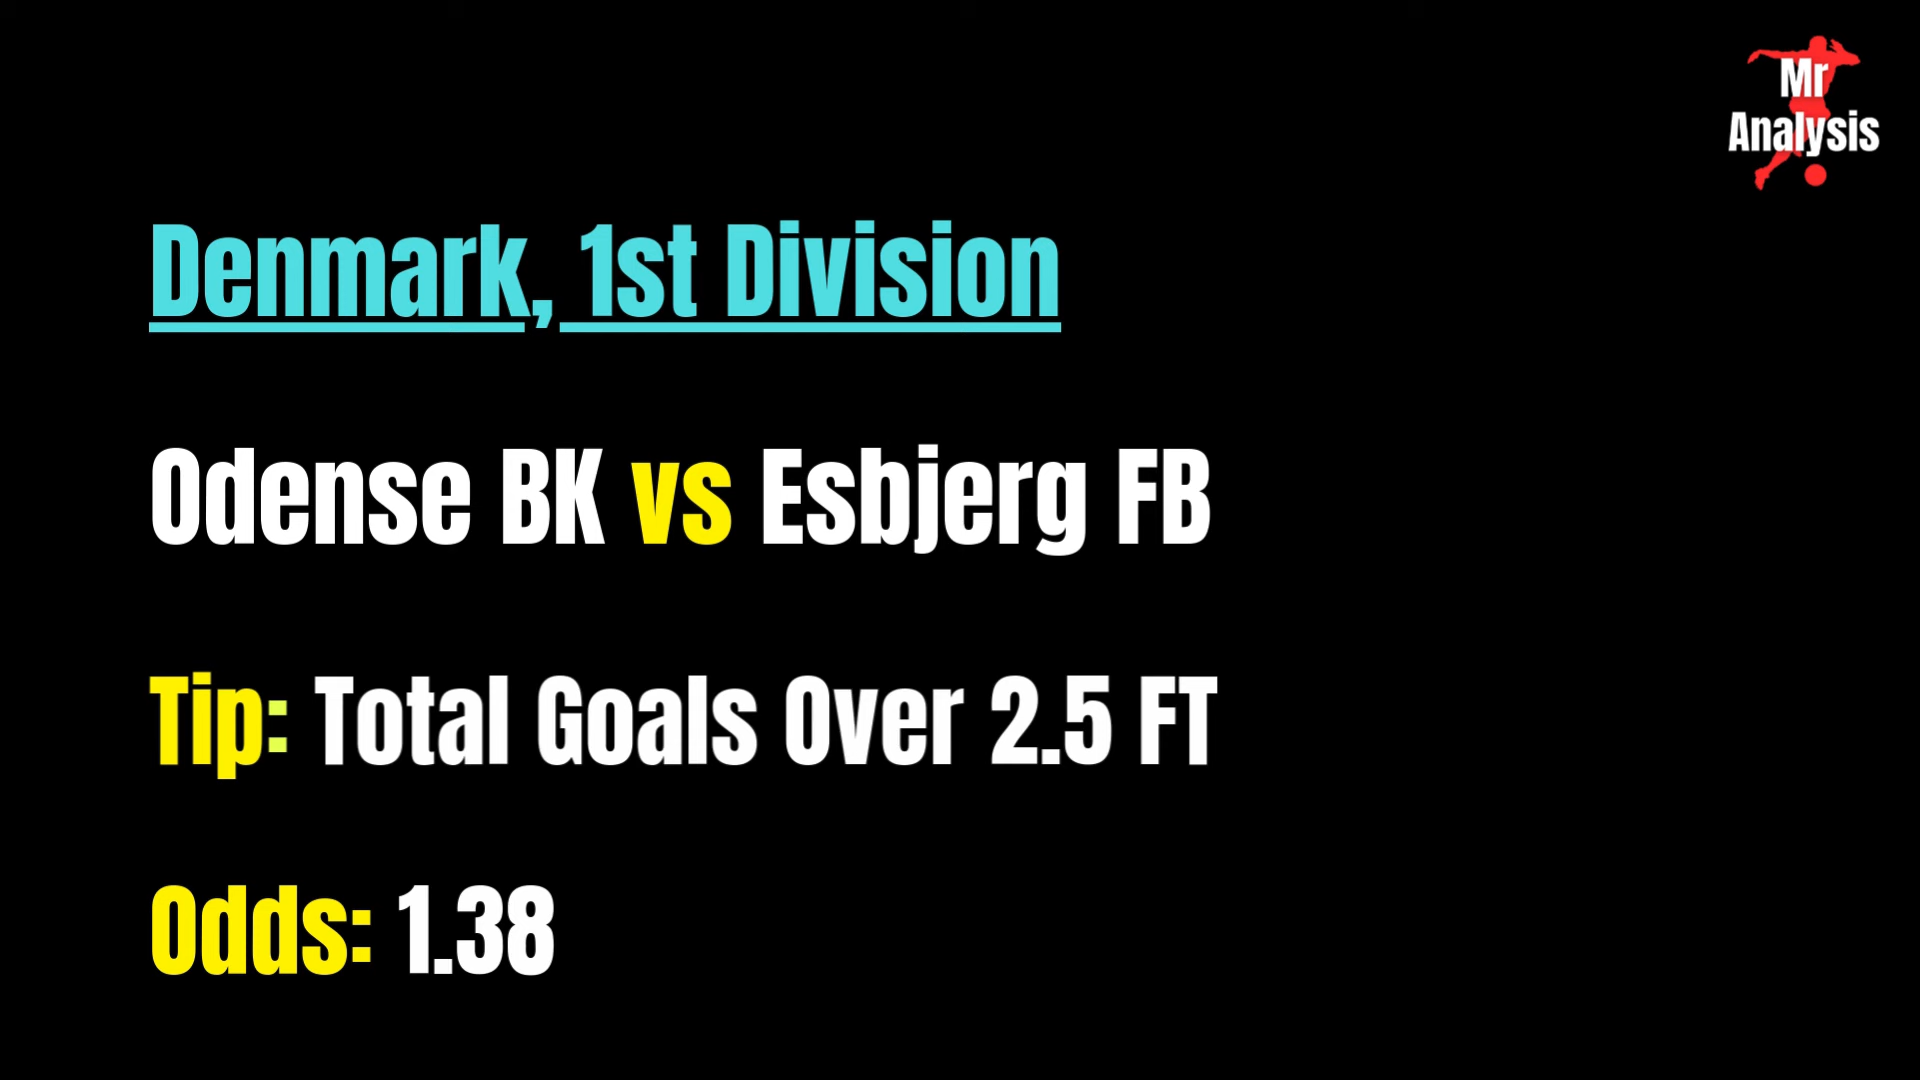 Mr
Analysis
Denmark, 1st Division
Odense BK vs Esbjerg FB
Tip: Total Goals Over 2.5 FT
Odds: 1.38